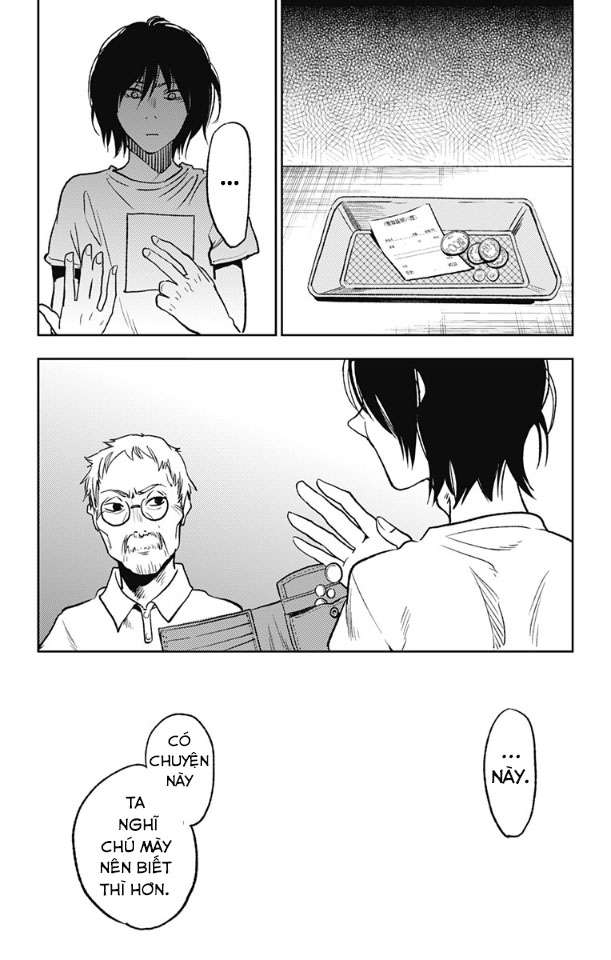 ...
...
NÀY.
CÓ
CHUYỆN
NÀY
TA
NGHĨ
CHÚ MÀY
NÊN BIẾT
THÌ HƠN.